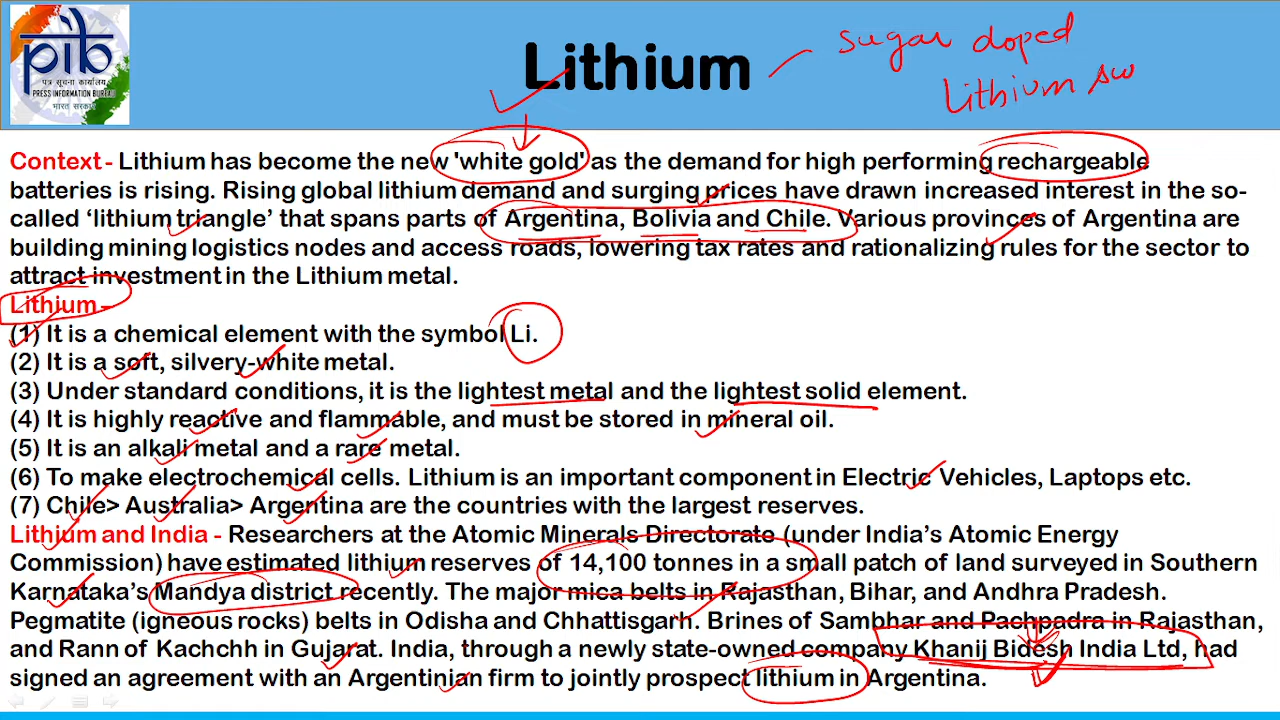 पत्र सूचना कार्यालय
PRESS INFORMATION BUREAU
भारत सरकार
Lithium
sugar doped
Lithium
Context - Lithium has become the new 'white gold' as the demand for high performing rechargeable
batteries is rising. Rising global lithium demand and surging prices have drawn increased interest in the so-
called ‘lithium triangle’ that spans parts of Argentina, Bolivia and Chile. Various provinces of Argentina are
building mining logistics nodes and access roads, lowering tax rates and rationalizing rules for the sector to
attract investment in the Lithium metal.
Lithium –
(1) It is a chemical element with the symbol Li.
(2) It is a soft, silvery-white metal.
(3) Under standard conditions, it is the lightest metal and the lightest solid element.
(4) It is highly reactive and flammable, and must be stored in mineral oil.
(5) It is an alkali metal and a rare metal.
(6) To make electrochemical cells. Lithium is an important component in Electric Vehicles, Laptops etc.
(7) Chile> Australia> Argentina are the countries with the largest reserves.
Lithium and India - Researchers at the Atomic Minerals Directorate (under India’s Atomic Energy
Commission) have estimated lithium reserves of 14,100 tonnes in a small patch of land surveyed in Southern
Karnataka’s Mandya district recently. The major mica belts in Rajasthan, Bihar, and Andhra Pradesh.
Pegmatite (igneous rocks) belts in Odisha and Chhattisgarh. Brines of Sambhar and Pachpadra in Rajasthan,
and Rann of Kachchh in Gujarat. India, through a newly state-owned company Khanij Bidesh India Ltd, had
signed an agreement with an Argentinian firm to jointly prospect lithium in Argentina.